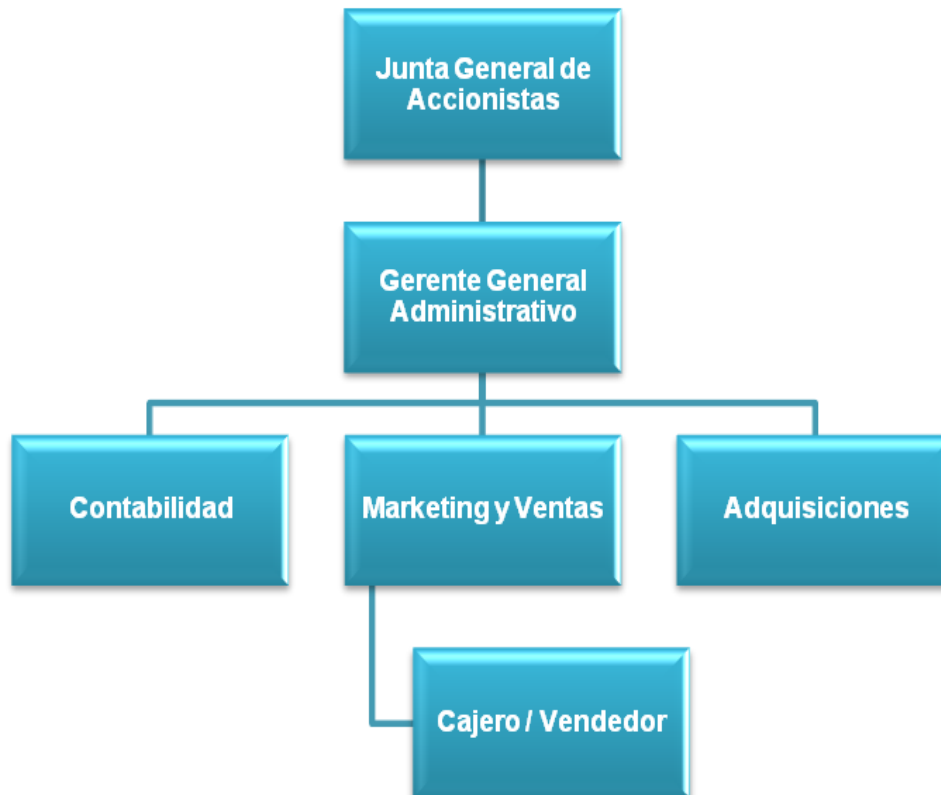 Junta General de
Accionistas
Gerente General
Administrativo
Contabilidad
Marketing y Ventas
Adquisiciones
Cajero / Vendedor